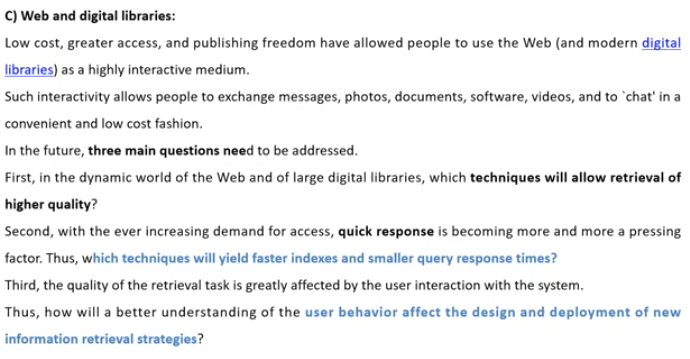 C) Web and digital libraries:
Low cost, greater access, and publishing freedom have allowed people to use the Web (and modern digital
libraries) as a highly interactive medium.
Such interactivity allows people to exchange messages, photos, documents, software, videos, and to `chat' in a
convenient and low cost fashion.
In the future, three main questions need to be addressed.
First, in the dynamic world of the Web and of large digital libraries, which techniques will allow retrieval of
higher quality?
Second, with the ever increasing demand for access, quick response is becoming more and more a pressing
factor. Thus, which techniques will yield faster indexes and smaller query response times?
Third, the quality of the retrieval task is greatly affected by the user interaction with the system.
Thus, how will a better understanding of the user behavior affect the design and deployment of new
information retrieval strategies?